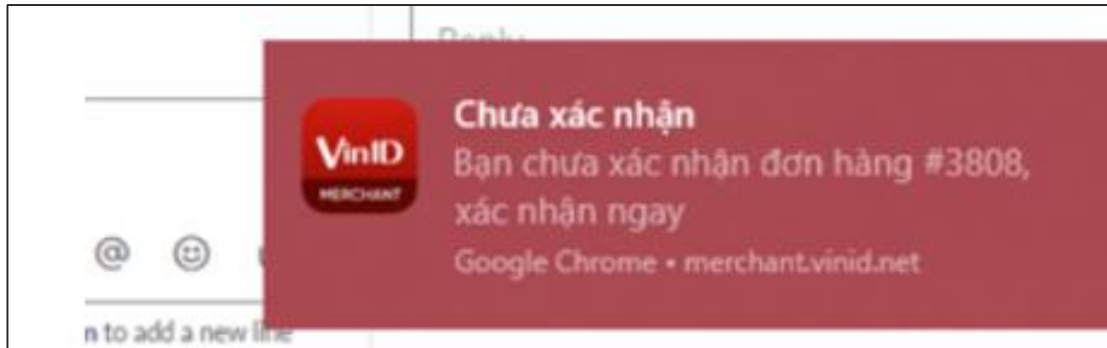 Reply
VinID
MERCHANT
Chưa xác nhận
Bạn chưa xác nhận đơn hàng #3808,
xác nhận ngay
Google Chrome • merchant.vinid.net
@
n to add a new line